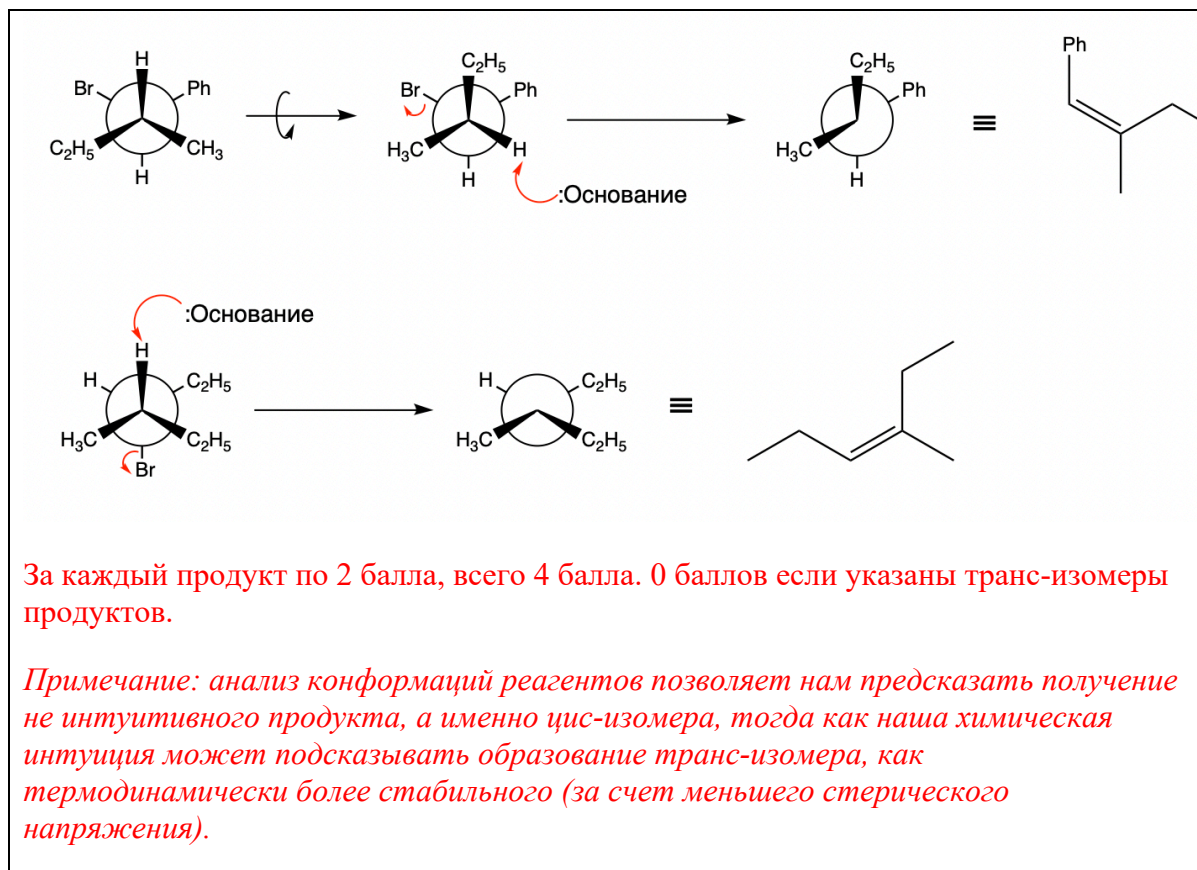 H
Br
Ph
C₂H₅
CH₃
H
C₂H₅
Br
Ph
H₃C
H
H
:Основание
C₂H₅
Ph
H₃C
H
≡
Ph
:Основание
H
H
C₂H₅
H₃C
C₂H₅
Br
H
C₂H₅
H₃C
C₂H₅
≡
За каждый продукт по 2 балла, всего 4 балла. 0 баллов если указаны транс-изомеры
продуктов.
Примечание: анализ конформаций реагентов позволяет нам предсказать получение
не интуитивного продукта, а именно цис-изомера, тогда как наша химическая
интуиция может подсказывать образование транс-изомера, как
термодинамически более стабильного (за счет меньшего стерического
напряжения).